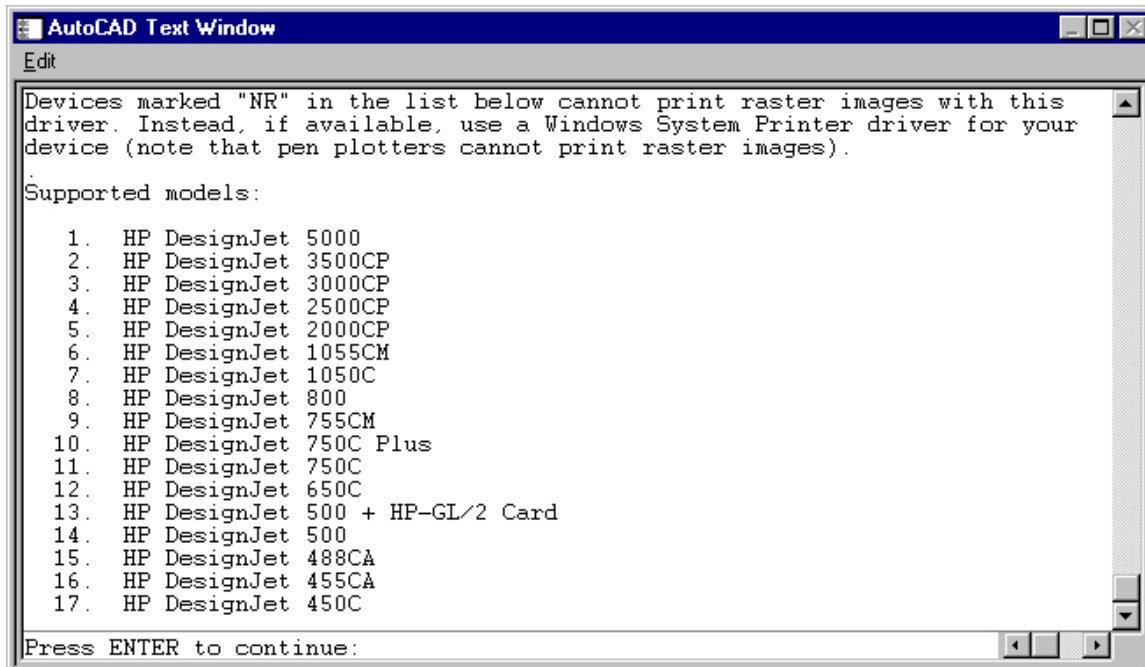 AutoCAD Text Window
Edit
Devices marked "NR" in the list below cannot print raster images with this
driver. Instead, if available, use a Windows System Printer driver for your
device (note that pen plotters cannot print raster images).
.
Supported models:
1. HP DesignJet 5000
2. HP DesignJet 3500CP
3. HP DesignJet 3000CP
4. HP DesignJet 2500CP
5. HP DesignJet 2000CP
6. HP DesignJet 1055CM
7. HP DesignJet 1050C
8. HP DesignJet 800
9. HP DesignJet 755CM
10. HP DesignJet 750C Plus
11. HP DesignJet 750C
12. HP DesignJet 650C
13. HP DesignJet 500 + HP-GL/2 Card
14. HP DesignJet 500
15. HP DesignJet 488CA
16. HP DesignJet 455CA
17. HP DesignJet 450C
Press ENTER to continue: